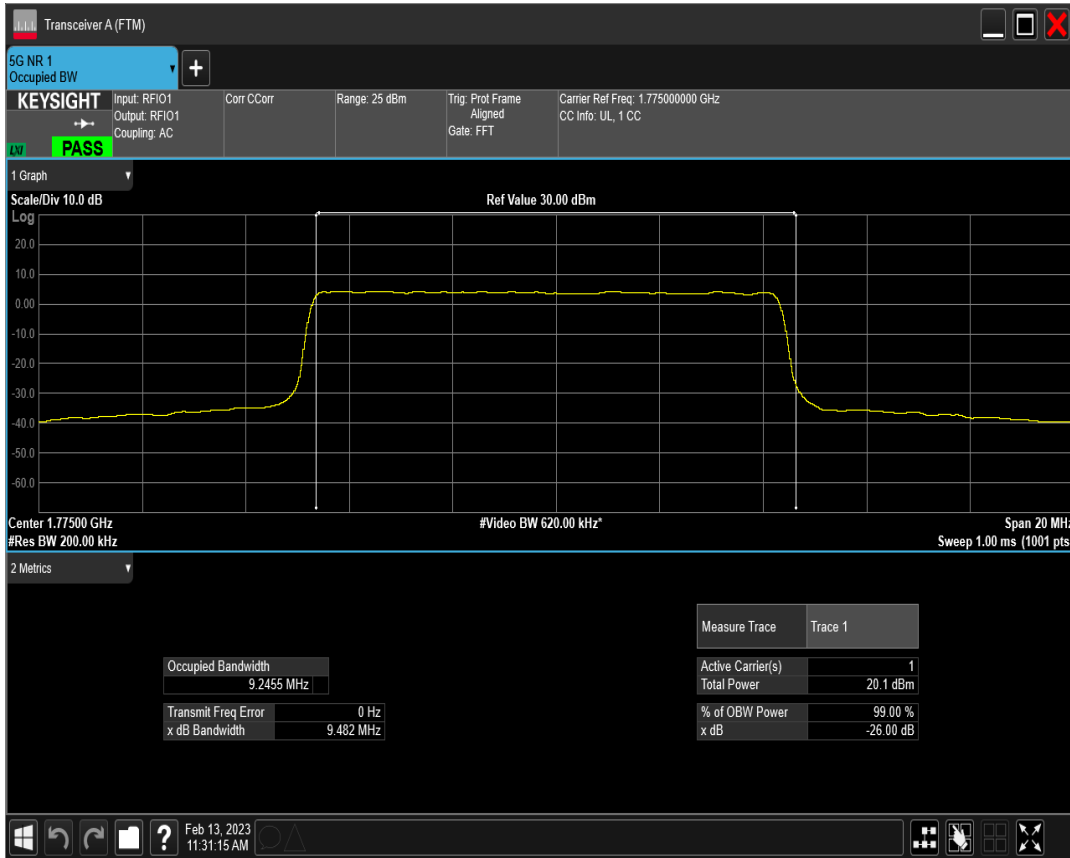 Transceiver A (FTM)
5G NR 1
Occupied BW
+
KEYSIGHT
LXI
PASS
Input: RFIO1
Output: RFIO1
Coupling: AC
Corr CCorr
Range: 25 dBm
Trig: Prot Frame
Aligned
Gate: FFT
Carrier Ref Freq: 1.775000000 GHz
CC Info: UL, 1 CC
1 Graph
Scale/Div 10.0 dB
Ref Value 30.00 dBm
Log
20.0
10.0
0.00
-10.0
-20.0
-30.0
-40.0
-50.0
-60.0
Center 1.77500 GHz
#Video BW 620.00 kHz*
Span 20 MHz
#Res BW 200.00 kHz
Sweep 1.00 ms (1001 pts
2 Metrics
Measure Trace Trace 1
Occupied Bandwidth
9.2455 MHz
Active Carrier(s) 1
Total Power 20.1 dBm
Transmit Freq Error 0 Hz
x dB Bandwidth 9.482 MHz
% of OBW Power 99.00 %
x dB -26.00 dB
?
Feb 13, 2023
11:31:15 AM